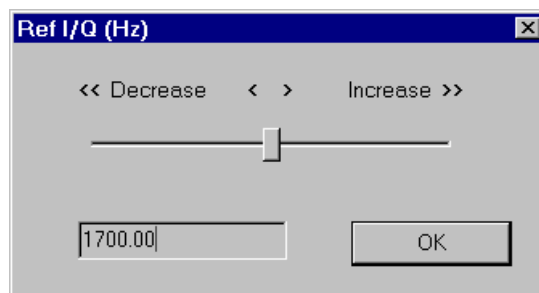 Ref I/Q (Hz)
<< Decrease < > Increase >>
1700.00
OK